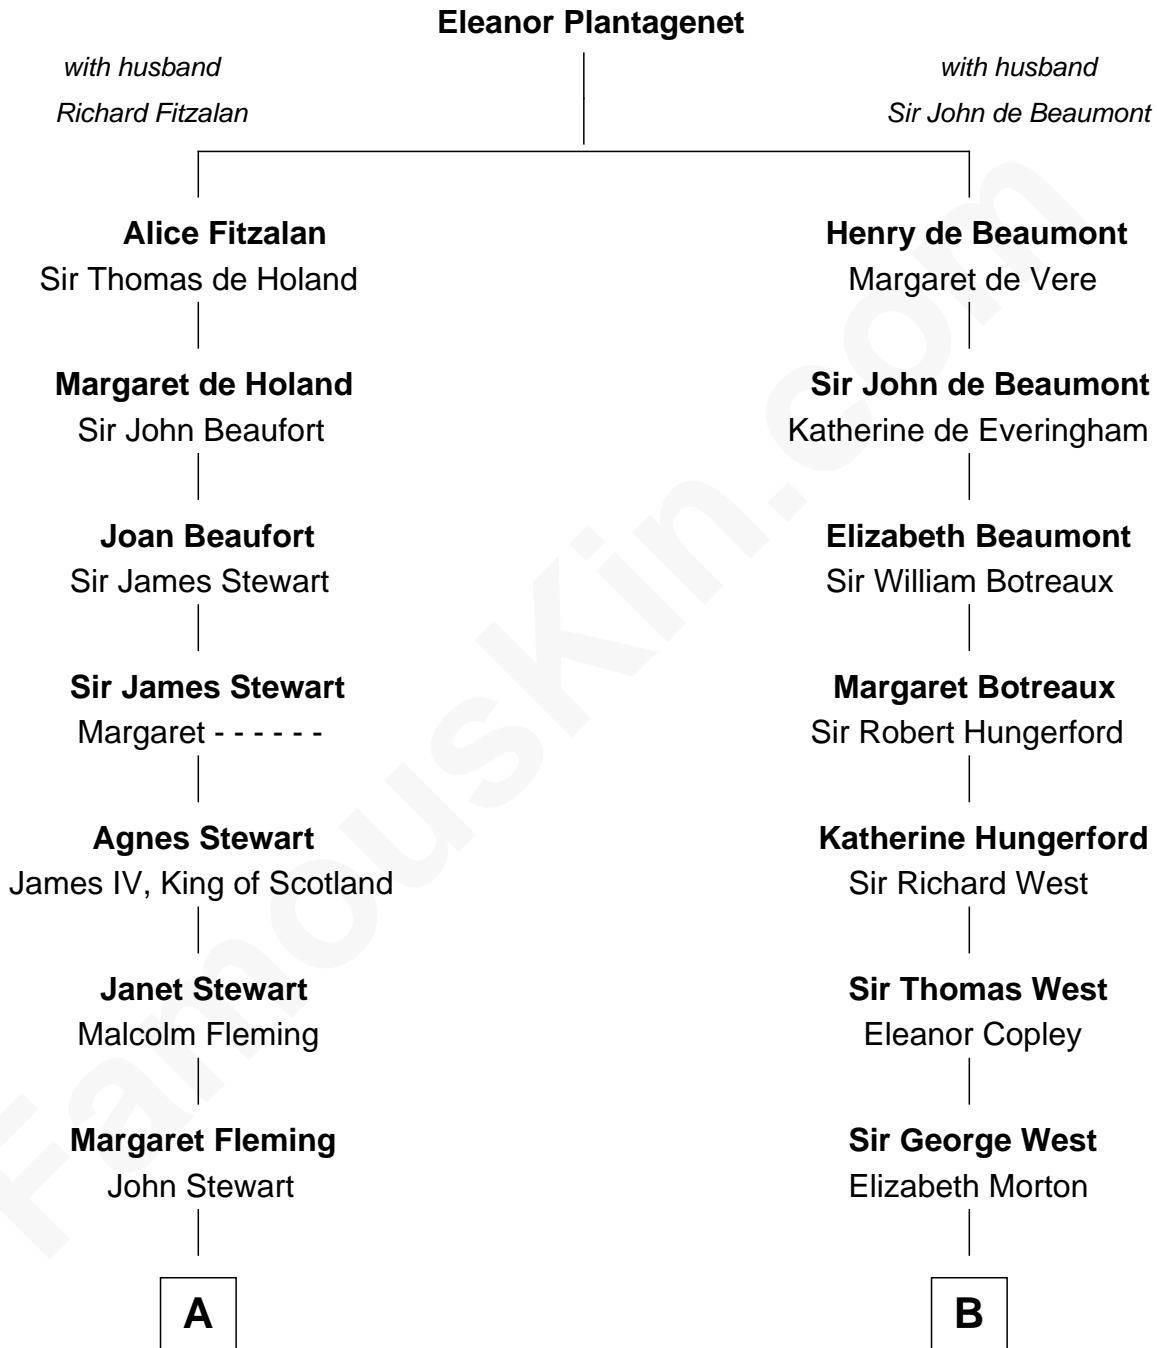 Eleanor Plantagenet
with husband
Richard Fitzalan
with husband
Sir John de Beaumont
Alice Fitzalan
Sir Thomas de Holand
Margaret de Holand
Sir John Beaufort
Joan Beaufort
Sir James Stewart
Sir James Stewart
Margaret - - - - - -
Agnes Stewart
James IV, King of Scotland
Janet Stewart
Malcolm Fleming
Margaret Fleming
John Stewart
A
Henry de Beaumont
Margaret de Vere
Sir John de Beaumont
Katherine de Everingham
Elizabeth Beaumont
Sir William Botreaux
Margaret Botreaux
Sir Robert Hungerford
Katherine Hungerford
Sir Richard West
Sir Thomas West
Eleanor Copley
Sir George West
Elizabeth Morton
B
FamousKin.com